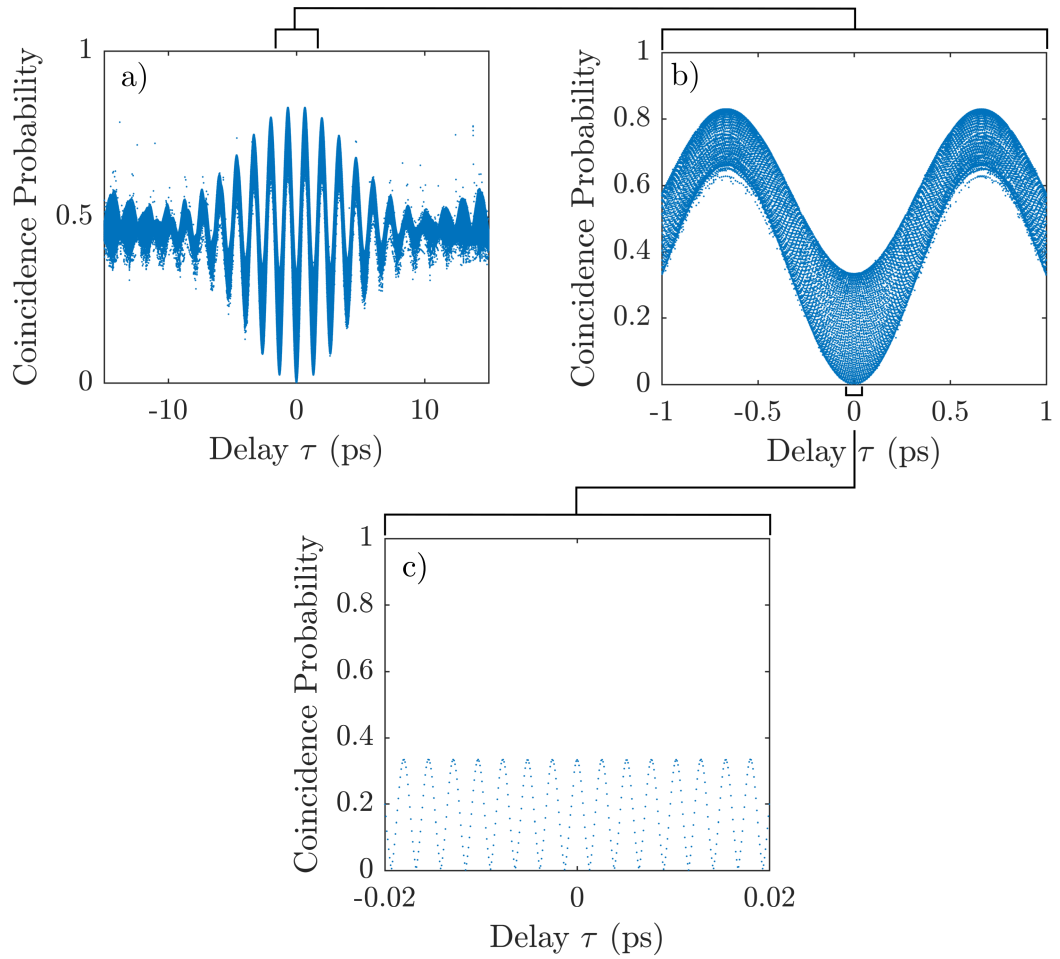 a)
Coincidence Probability
1
0.5
0
-10 0 10
Delay τ (ps)
b)
Coincidence Probability
1
0.8
0.6
0.4
0.2
0
-1 -0.5 0 0.5 1
Delay τ (ps)
c)
Coincidence Probability
1
0.8
0.6
0.4
0.2
0
-0.02 0 0.02
Delay τ (ps)